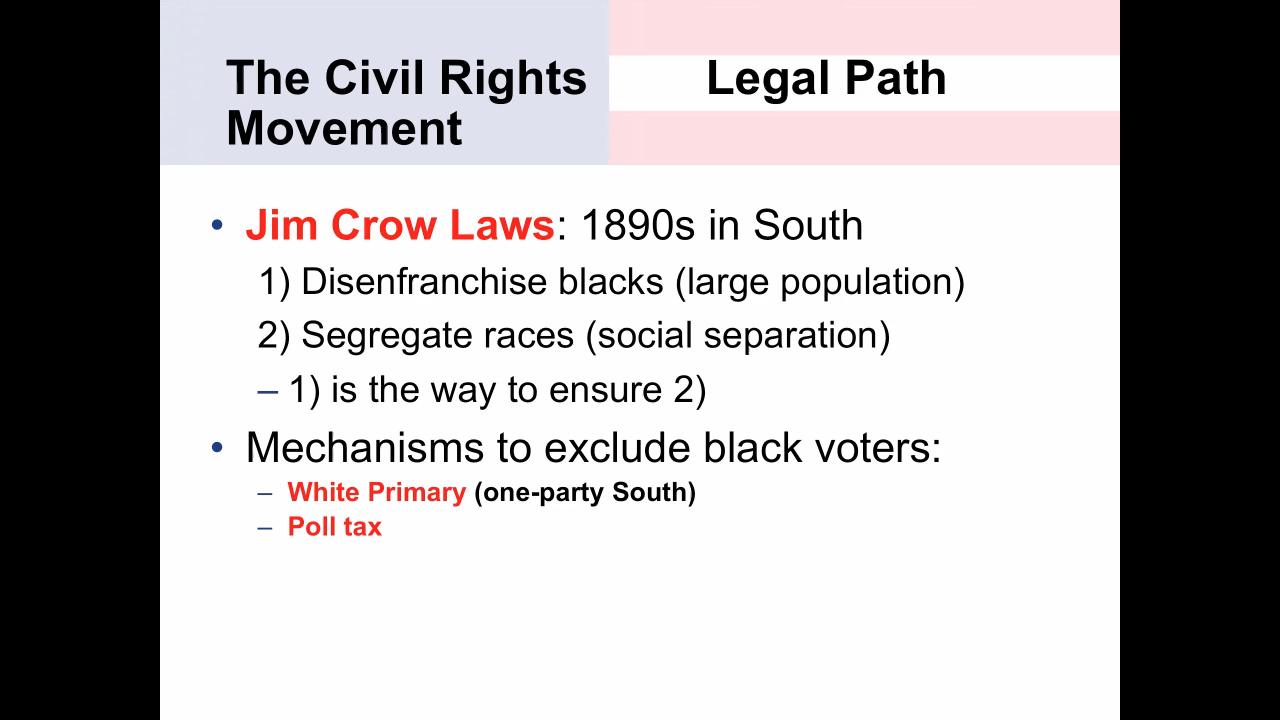 The Civil Rights
Movement
Legal Path
• Jim Crow Laws: 1890s in South
1) Disenfranchise blacks (large population)
2) Segregate races (social separation)
– 1) is the way to ensure 2)
• Mechanisms to exclude black voters:
– White Primary (one-party South)
– Poll tax